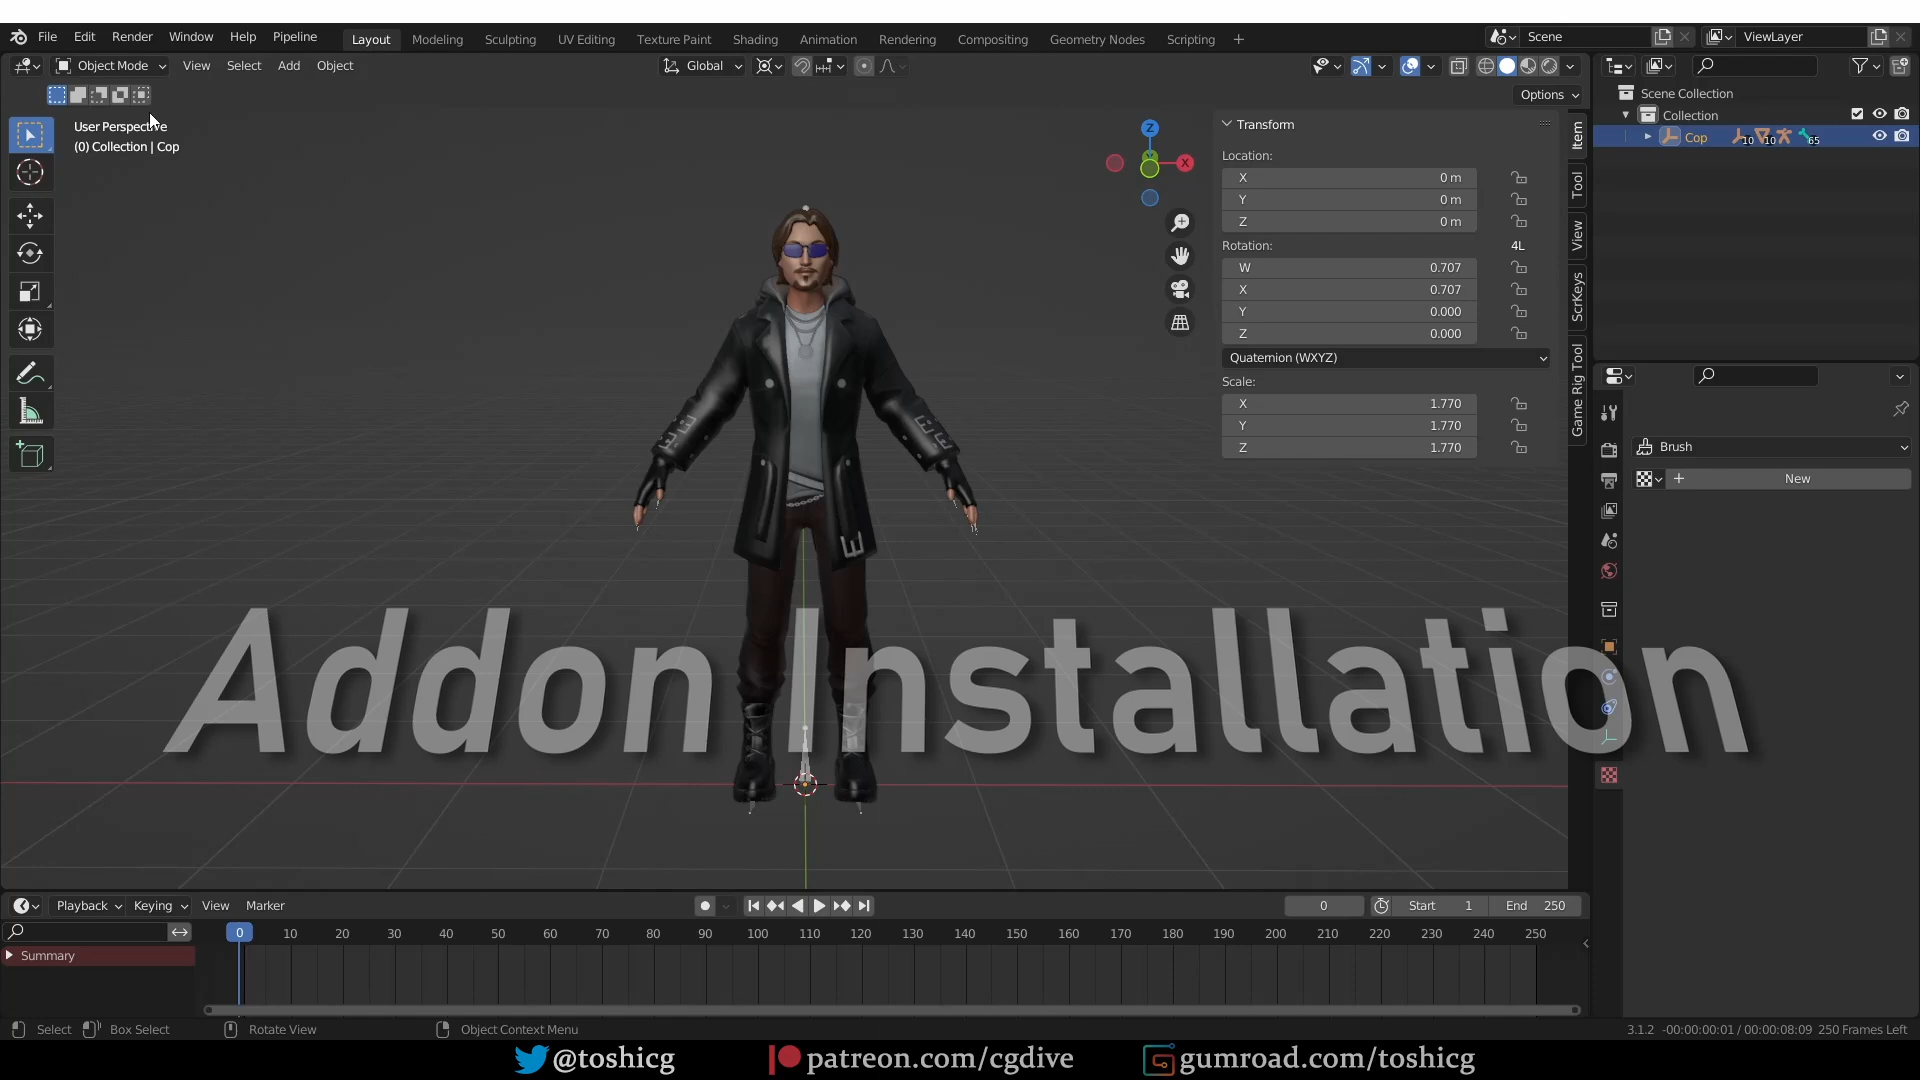 File Edit Render Window Help Pipeline Layout Modeling Sculpting UV Editing Texture Paint Shading Animation Rendering Compositing Geometry Nodes Scripting + Scene ViewLayer
Object Mode View Select Add Object Global
Options
User Perspective
(0) Collection | Cop
Z
X
Transform
Location:
X 0 m
Y 0 m
Z 0 m
Rotation: 4L
W 0.707
X 0.707
Y 0.000
Z 0.000
Quaternion (WXYZ)
Scale:
X 1.770
Y 1.770
Z 1.770
Item
Tool
View
ScrKeys
Game Rig Tool
Scene Collection
Collection
Cop 10 10 65
Brush
+ New
Addon Installation
Playback Keying View Marker 0 Start 1 End 250
0 10 20 30 40 50 60 70 80 90 100 110 120 130 140 150 160 170 180 190 200 210 220 230 240 250
Summary
Select Box Select Rotate View Object Context Menu 3.1.2 -00:00:00:01 / 00:00:08:09 250 Frames Left
@toshicg patreon.com/cgdive gumroad.com/toshicg